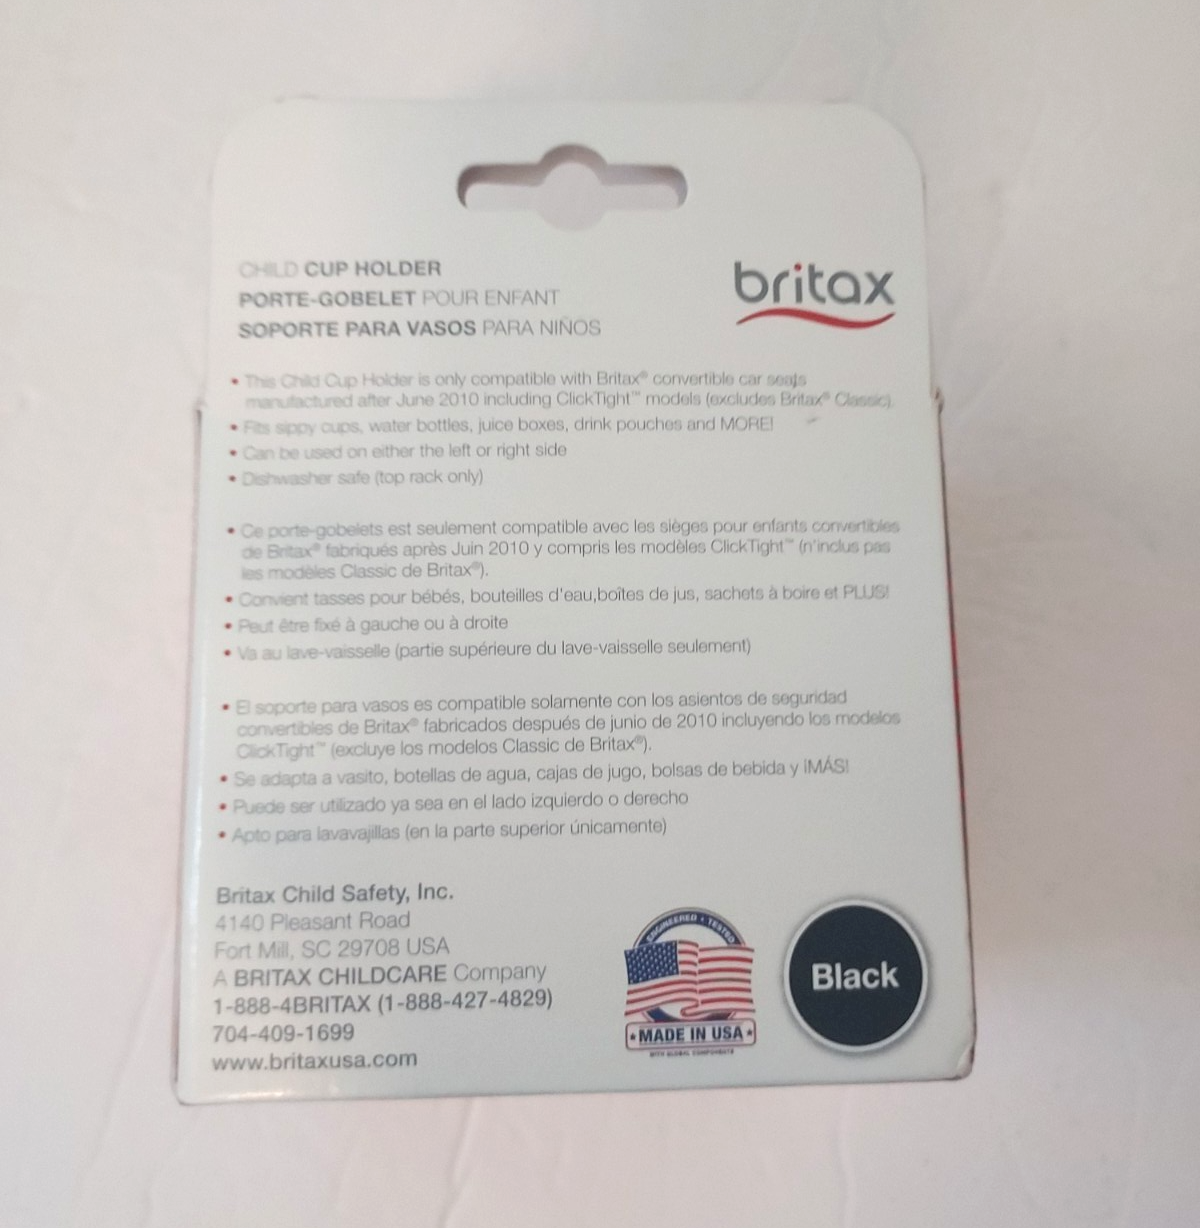 CHILD CUP HOLDER
PORTE-GOBELET POUR ENFANT
SOPORTE PARA VASOS PARA NIÑOS
britax
• This Child Cup Holder is only compatible with Britax® convertible car seats
manufactured after June 2010 including ClickTight™ models (excludes Britax® Classic).
• Fits sippy cups, water bottles, juice boxes, drink pouches and MORE!
• Can be used on either the left or right side
• Dishwasher safe (top rack only)
• Ce porte-gobelets est seulement compatible avec les sièges pour enfants convertibles
de Britax® fabriqués après Juin 2010 y compris les modèles ClickTight™ (n'inclus pas
les modèles Classic de Britax®).
• Convient tasses pour bébés, bouteilles d'eau,boîtes de jus, sachets à boire et PLUS!
• Peut être fixé à gauche ou à droite
• Va au lave-vaisselle (partie supérieure du lave-vaisselle seulement)
• El soporte para vasos es compatible solamente con los asientos de seguridad
convertibles de Britax® fabricados después de junio de 2010 incluyendo los modelos
ClickTight™ (excluye los modelos Classic de Britax®).
• Se adapta a vasito, botellas de agua, cajas de jugo, bolsas de bebida y ¡MÁS!
• Puede ser utilizado ya sea en el lado izquierdo o derecho
• Apto para lavavajillas (en la parte superior únicamente)
Britax Child Safety, Inc.
4140 Pleasant Road
Fort Mill, SC 29708 USA
A BRITAX CHILDCARE Company
1-888-4BRITAX (1-888-427-4829)
704-409-1699
www.britaxusa.com
ENGINEERED • TESTED
MADE IN USA
WITH GLOBAL COMPONENTS
Black